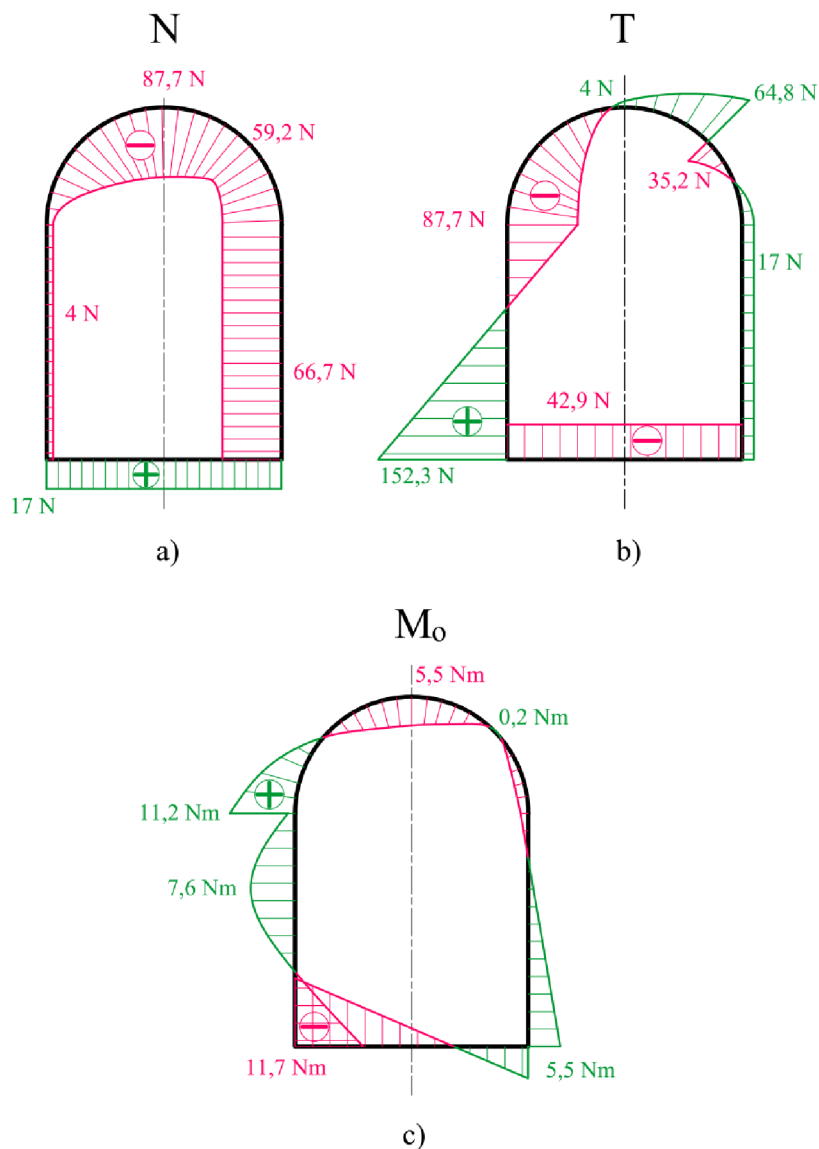 N
T
87,7 N
59,2 N
4 N
66,7 N
17 N
4 N
64,8 N
35,2 N
87,7 N
17 N
42,9 N
152,3 N
a)
b)
Mo
5,5 Nm
0,2 Nm
11,2 Nm
7,6 Nm
11,7 Nm
5,5 Nm
c)